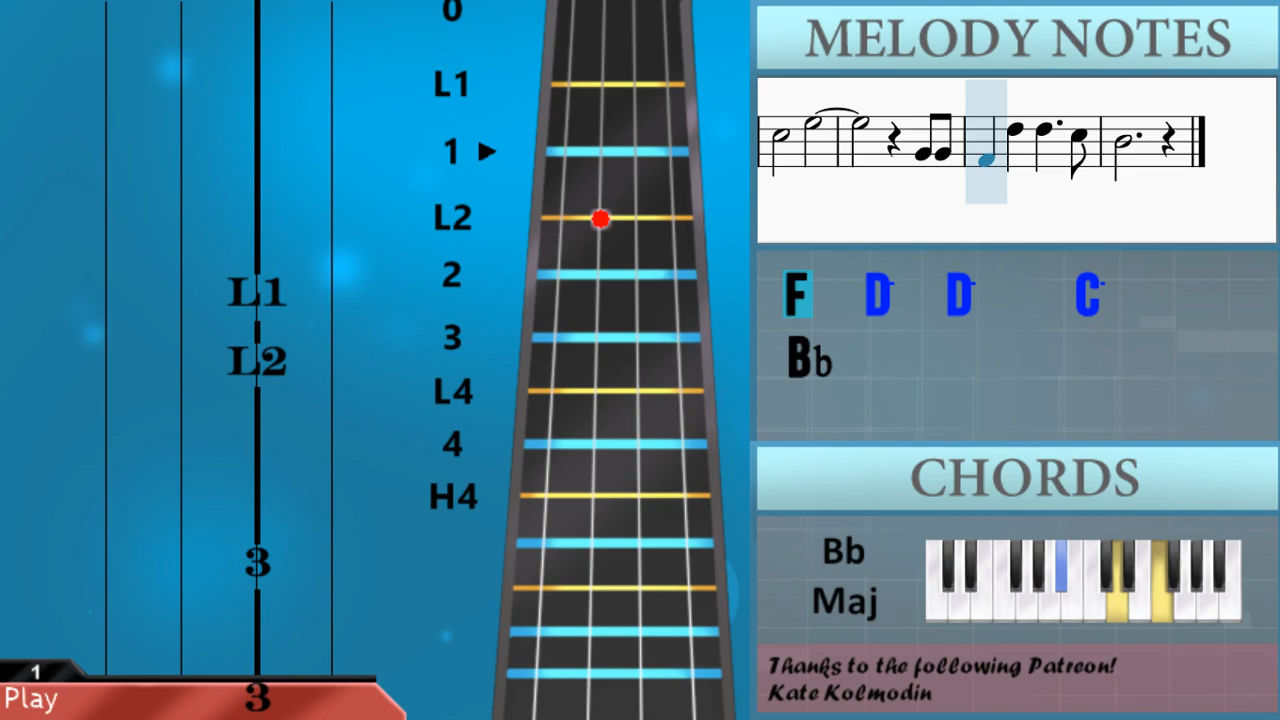 L1
L2
3
3
1
Play
0
L1
1
L2
2
3
L4
4
H4
MELODY NOTES
F D D C
Bb
CHORDS
Bb
Maj
Thanks to the following Patreon!
Kate Kolmodin